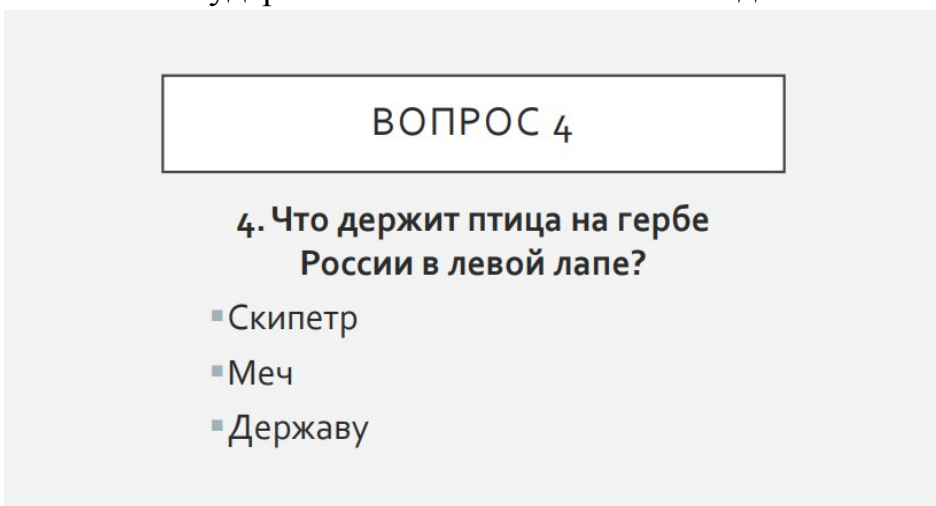 ВОПРОС 4
4. Что держит птица на гербе
России в левой лапе?
▪Скипетр
▪Меч
▪Державу